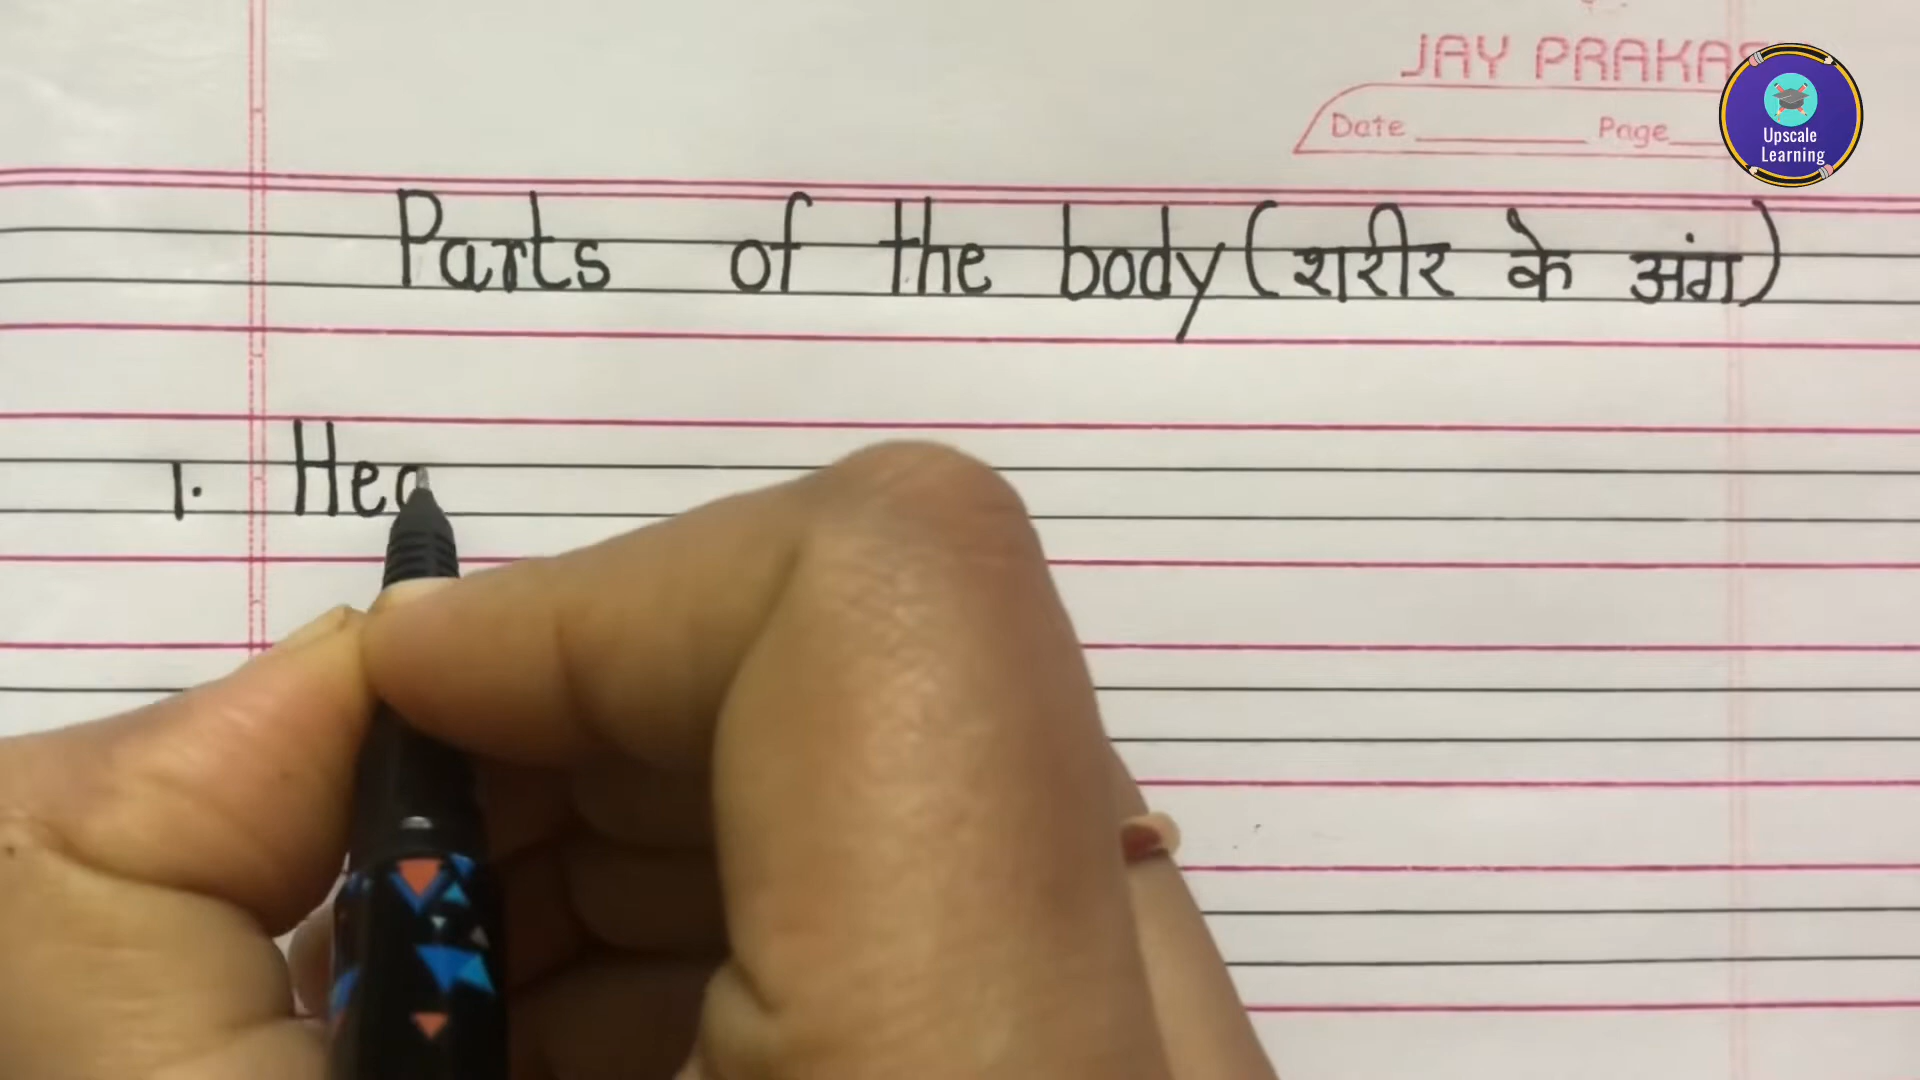 JAY PRAKAS
Upscale
Learning
Date Page
Parts of the body (शरीर के अंग)
1. Hea